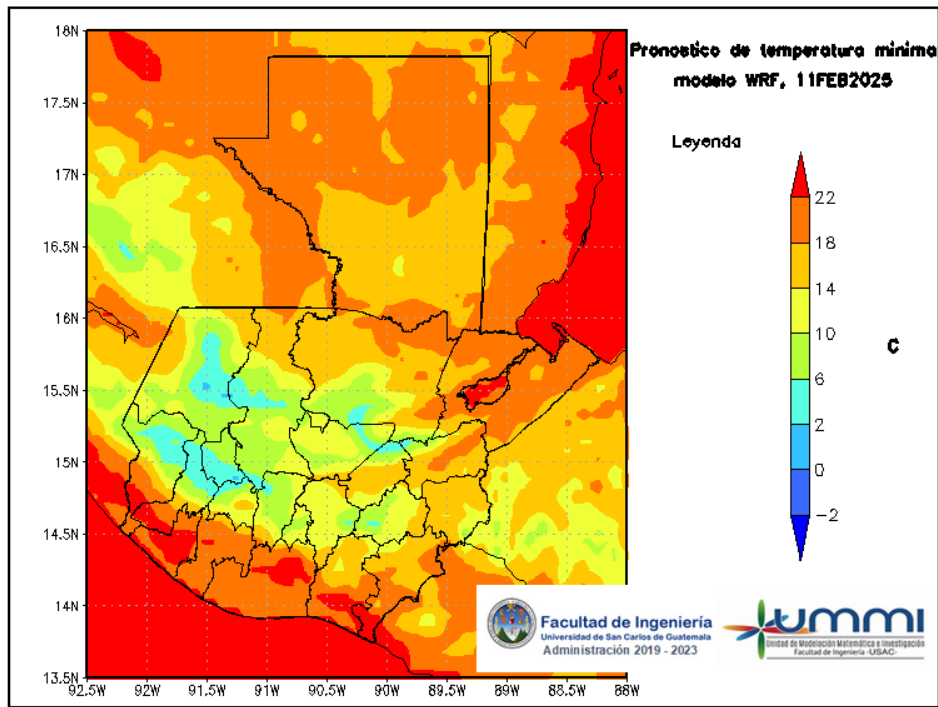 Pronostico de temperatura minima
modelo WRF, 11FEB2025
Leyenda
22
18
14
10
6
2
0
−2
C
18N
17.5N
17N
16.5N
16N
15.5N
15N
14.5N
14N
13.5N
92.5W
92W
91.5W
91W
90.5W
90W
89.5W
89W
88.5W
88W
Facultad de Ingeniería
Universidad de San Carlos de Guatemala
Administración 2019 - 2023
UMMI
Unidad de Modelación Matemática e Investigación
Facultad de Ingeniería -USAC-